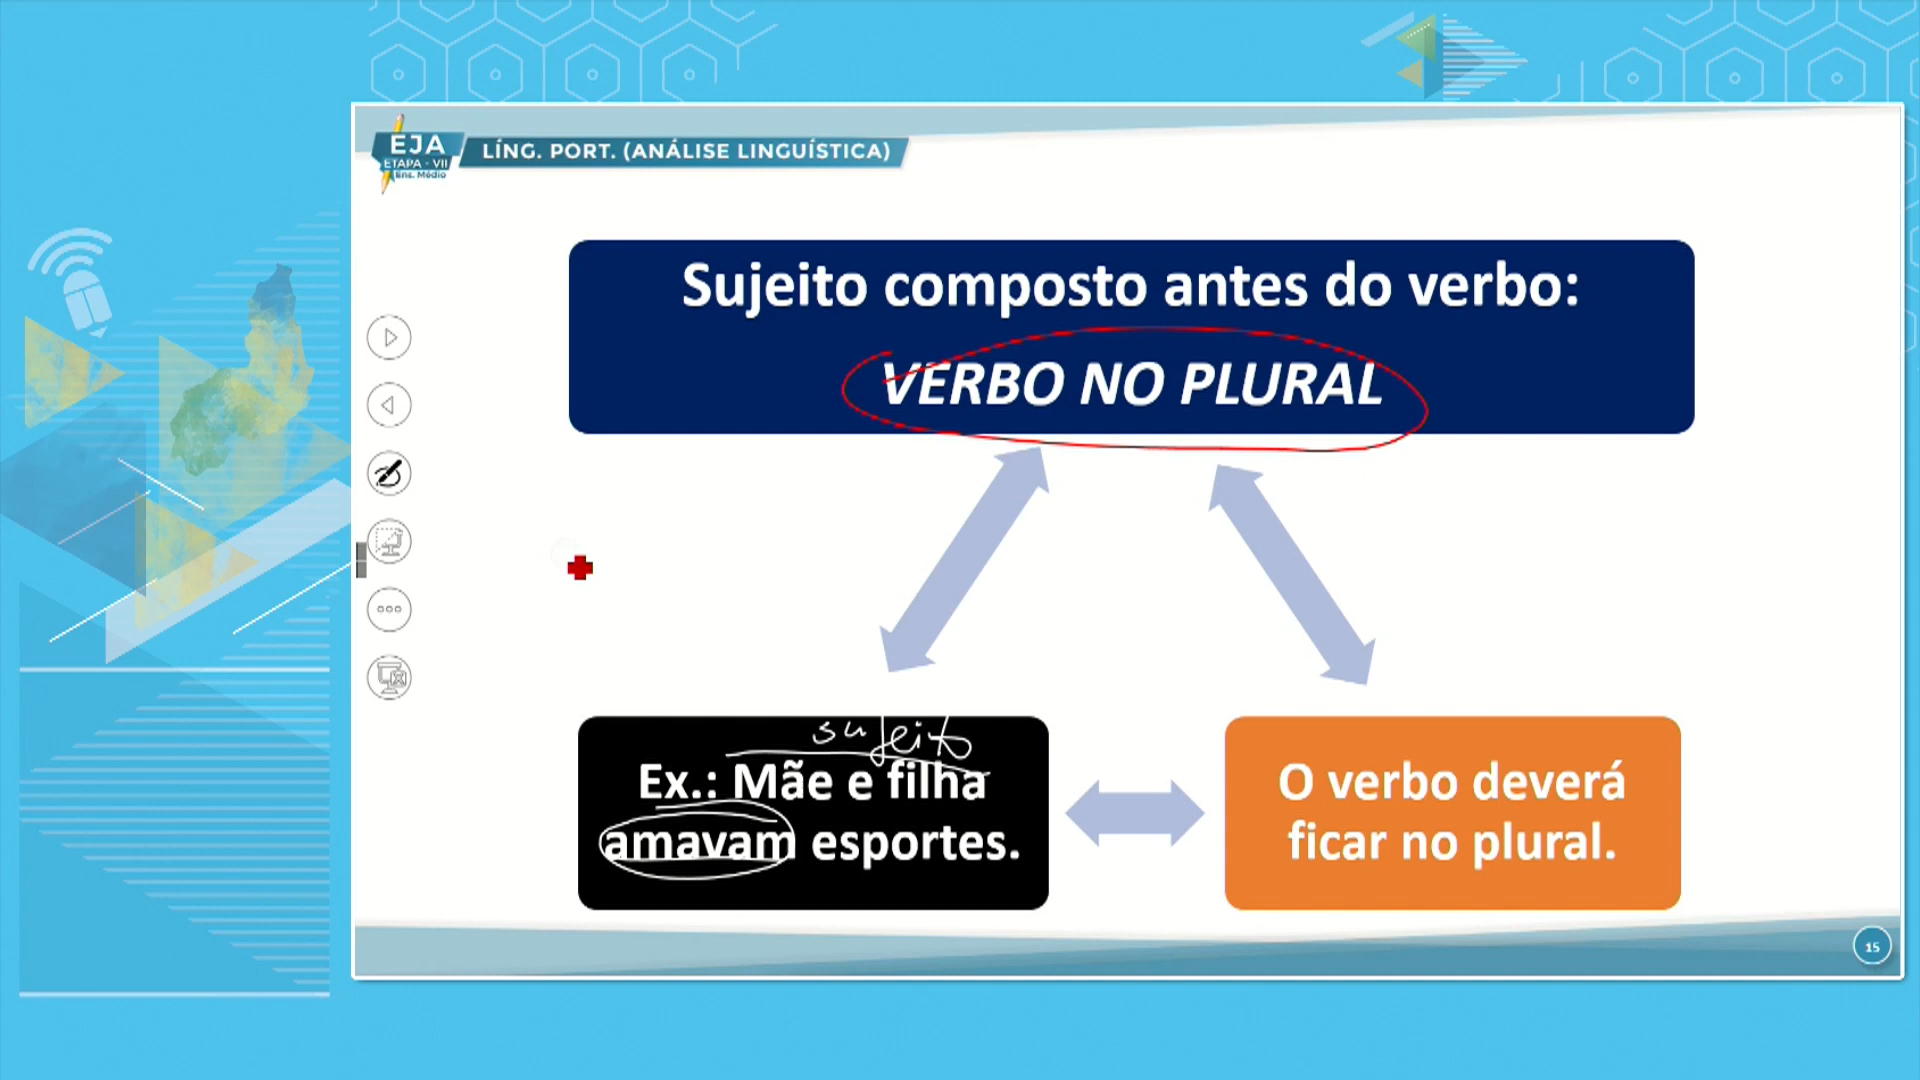 EJA
ETAPA - VII
Ens. Médio
LÍNG. PORT. (ANÁLISE LINGUÍSTICA)
Sujeito composto antes do verbo:
VERBO NO PLURAL
sujeito
Ex.: Mãe e filha
amavam esportes.
O verbo deverá
ficar no plural.
15